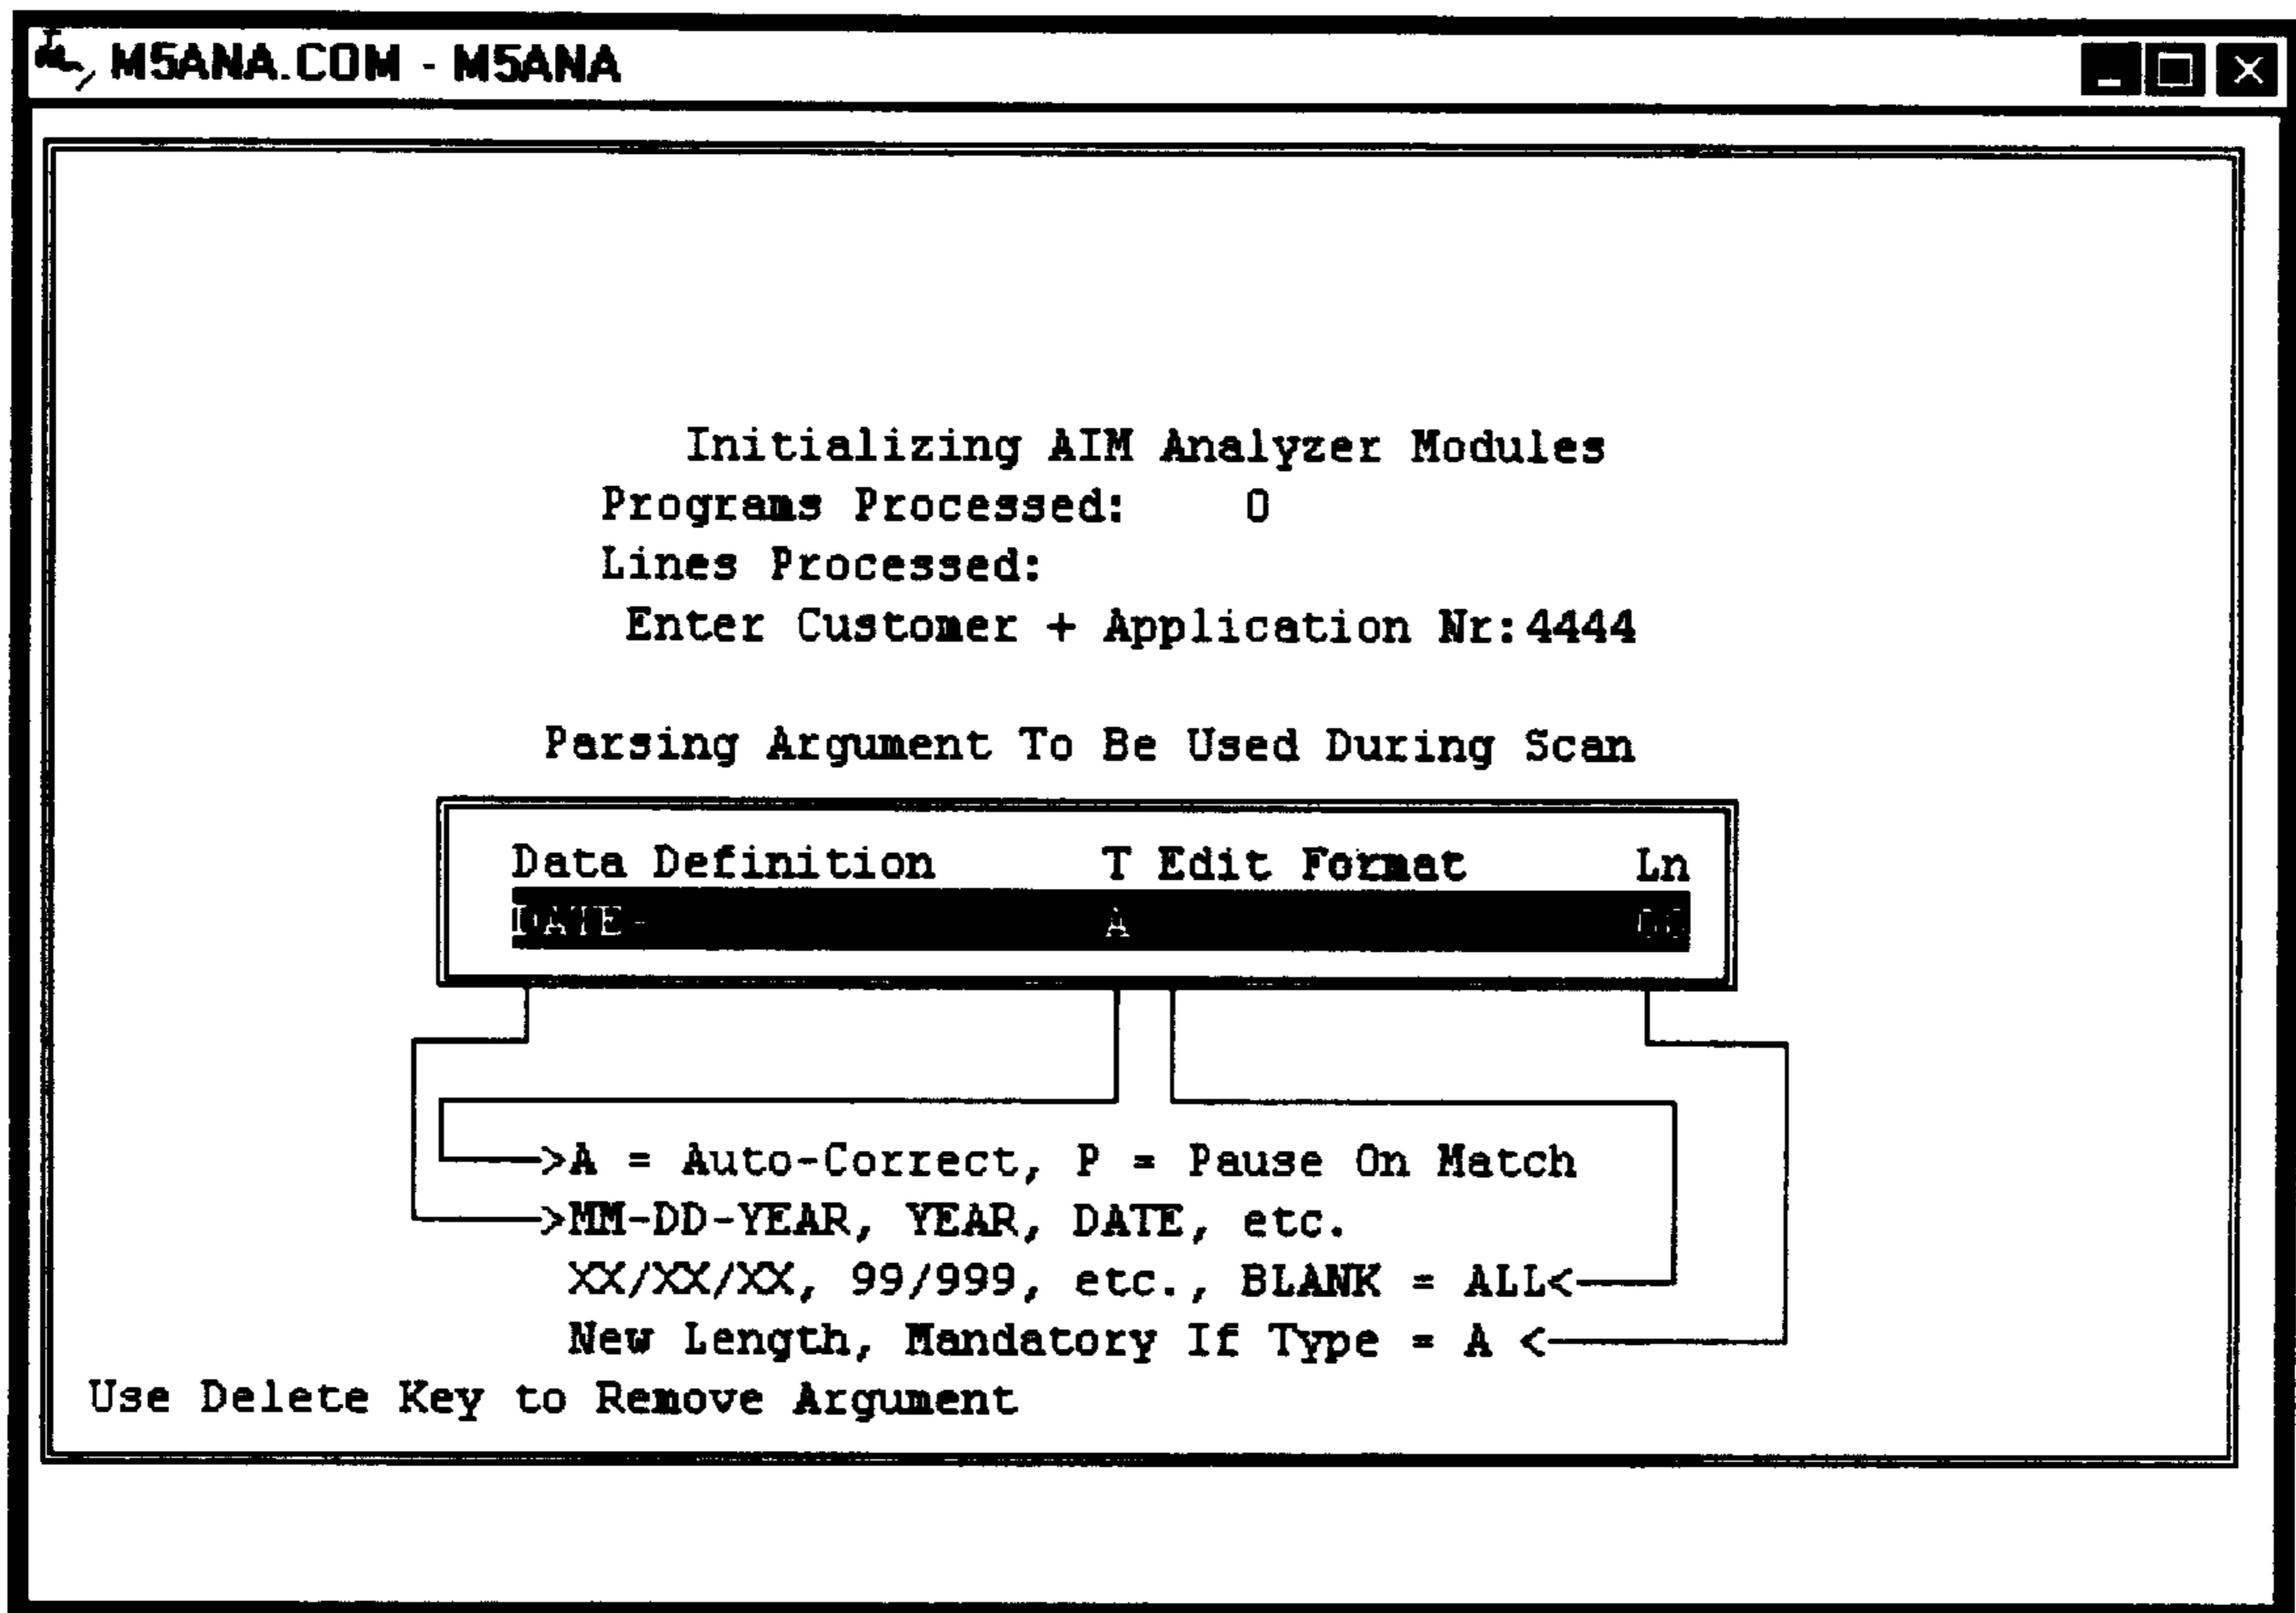 M5ANA.COM - M5ANA
Initializing AIM Analyzer Modules
Programs Processed: 0
Lines Processed:
Enter Customer + Application Nr:4444
Parsing Argument To Be Used During Scan
Data Definition T Edit Format Ln
DATE- A
>A = Auto-Correct, P = Pause On Match
>MM-DD-YEAR, YEAR, DATE, etc.
XX/XX/XX, 99/999, etc., BLANK = ALL<
New Length, Mandatory If Type = A <
Use Delete Key to Remove Argument